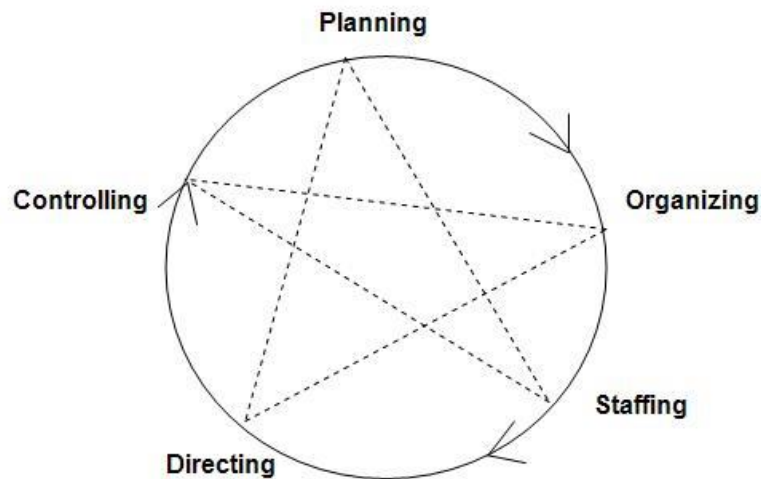 Planning
Organizing
Staffing
Directing
Controlling